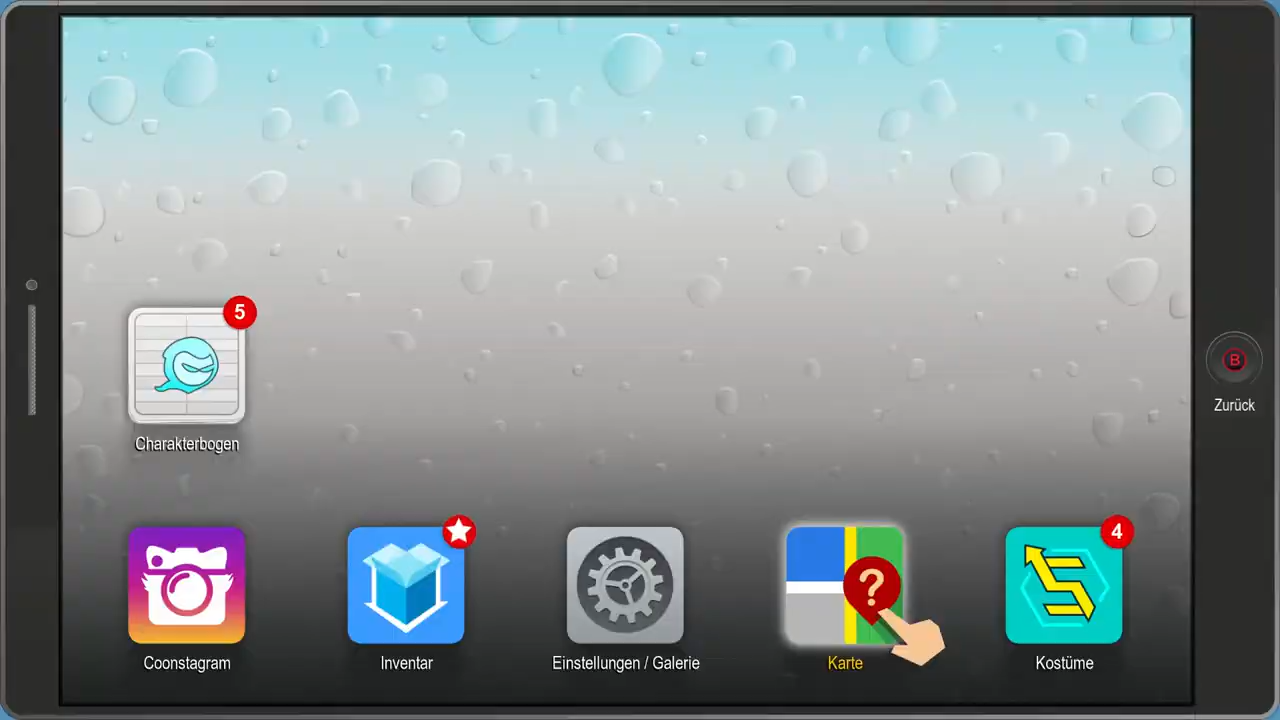 5
Charakterbogen
B
Zurück
4
?
Coonstagram
Inventar
Einstellungen / Galerie
Karte
Kostüme